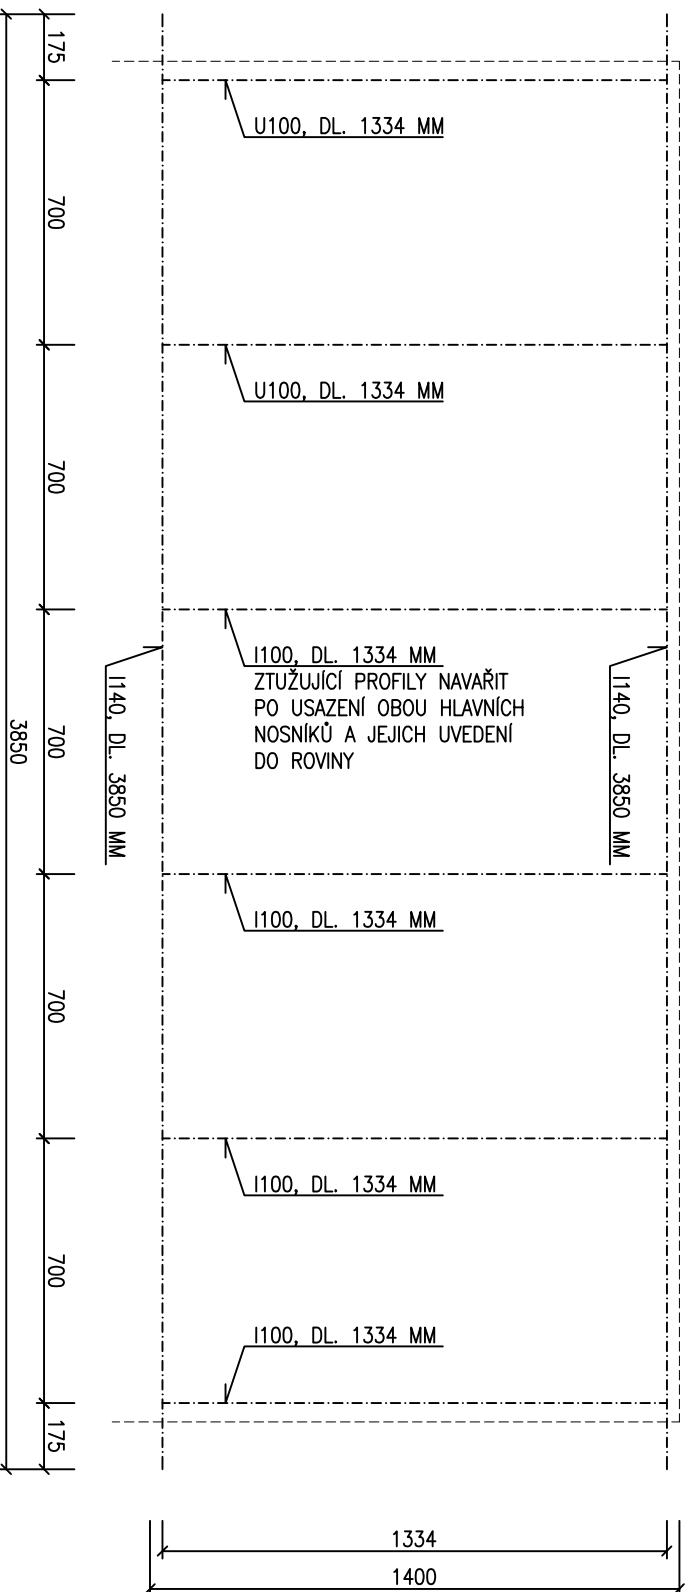 175
U100, DL. 1334 MM
700
U100, DL. 1334 MM
700
I100, DL. 1334 MM
ZTUŽUJÍCÍ PROFILY NAVAŘIT
PO USAZENÍ OBOU HLAVNÍCH
NOSNÍKŮ A JEJICH UVEDENÍ
DO ROVINY
I140, DL. 3850 MM
I140, DL. 3850 MM
700
3850
I100, DL. 1334 MM
700
I100, DL. 1334 MM
700
I100, DL. 1334 MM
175
1334
1400